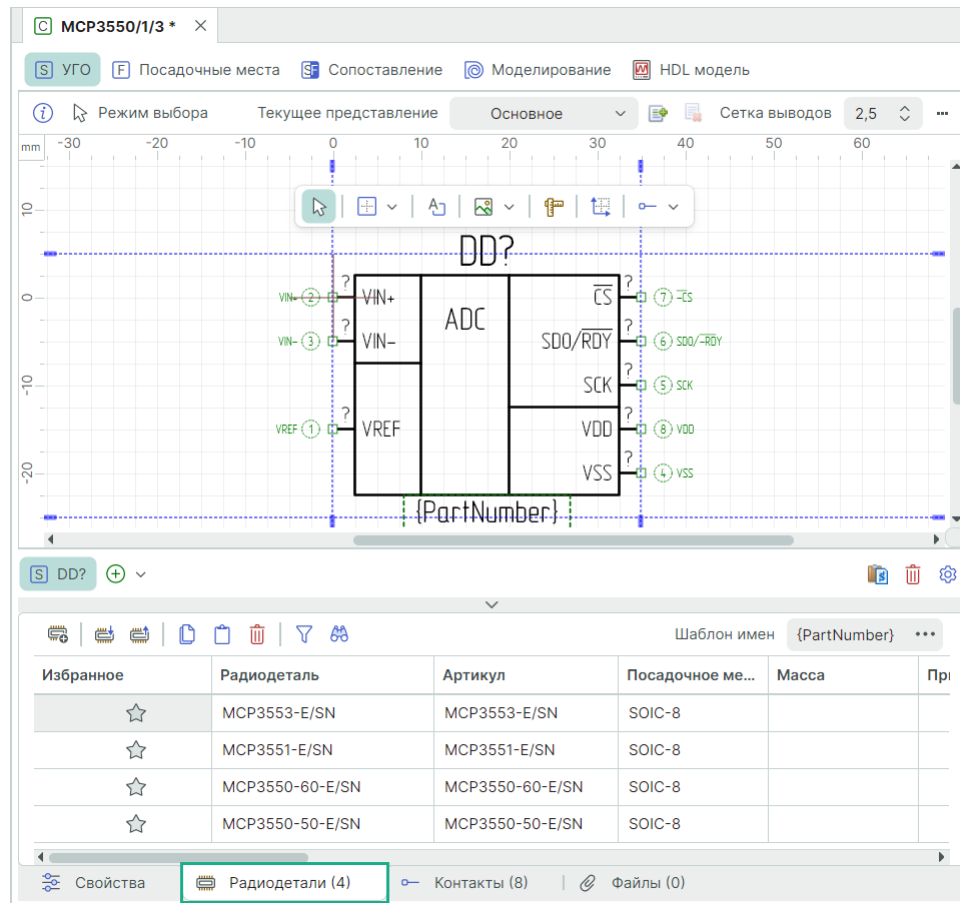 C MCP3550/1/3 *
S УГО F Посадочные места SF Сопоставление Моделирование HDL модель
i Режим выбора Текущее представление Основное Сетка выводов 2,5
mm -30 -20 -10 0 10 20 30 40 50 60
10
0
-10
-20
DD?
VIN- 2 ? VIN+ ADC C̅S̅ ? 7 ¬CS
VIN- 3 ? VIN- SDO/R̅D̅Y̅ ? 6 SDO/¬RDY
SCK ? 5 SCK
VREF 1 ? VREF VDD ? 8 VDD
VSS ? 4 VSS
{PartNumber}
S DD?
Шаблон имен {PartNumber} •••
Избранное Радиодеталь Артикул Посадочное ме... Масса При
MCP3553-E/SN MCP3553-E/SN SOIC-8
MCP3551-E/SN MCP3551-E/SN SOIC-8
MCP3550-60-E/SN MCP3550-60-E/SN SOIC-8
MCP3550-50-E/SN MCP3550-50-E/SN SOIC-8
Свойства Радиодетали (4) Контакты (8) Файлы (0)